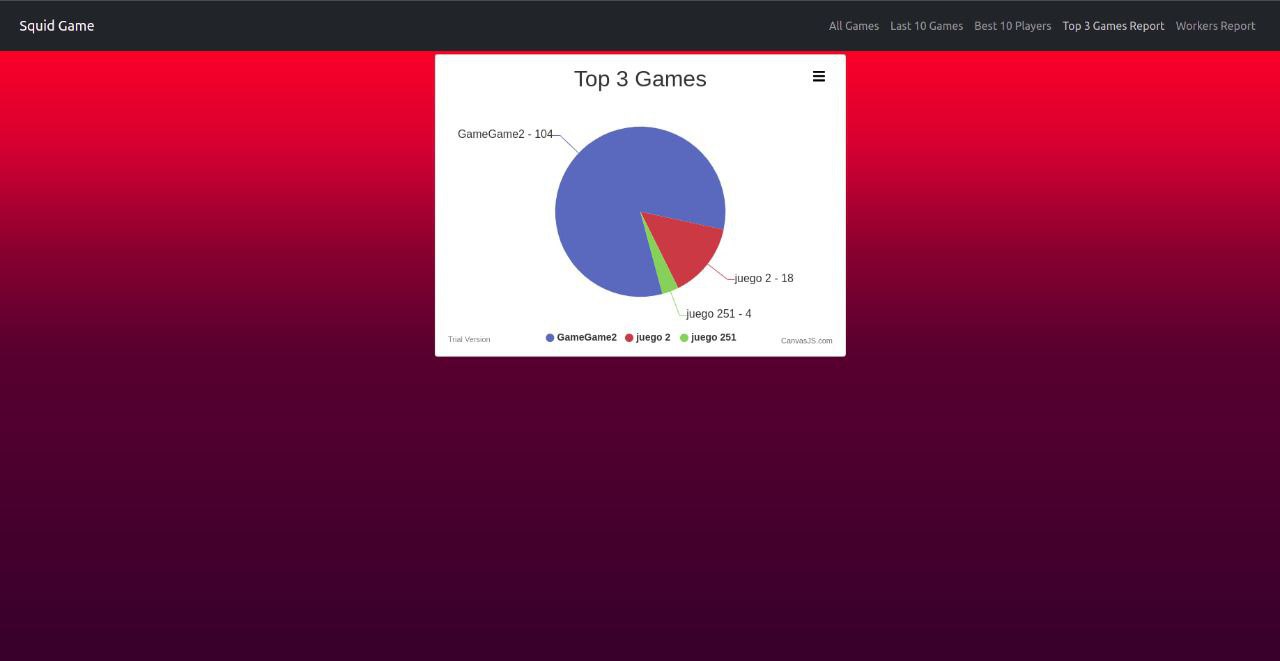 Squid Game
All Games Last 10 Games Best 10 Players Top 3 Games Report Workers Report
Top 3 Games
GameGame2 - 104
juego 2 - 18
juego 251 - 4
GameGame2 juego 2 juego 251
Trial Version
CanvasJS.com